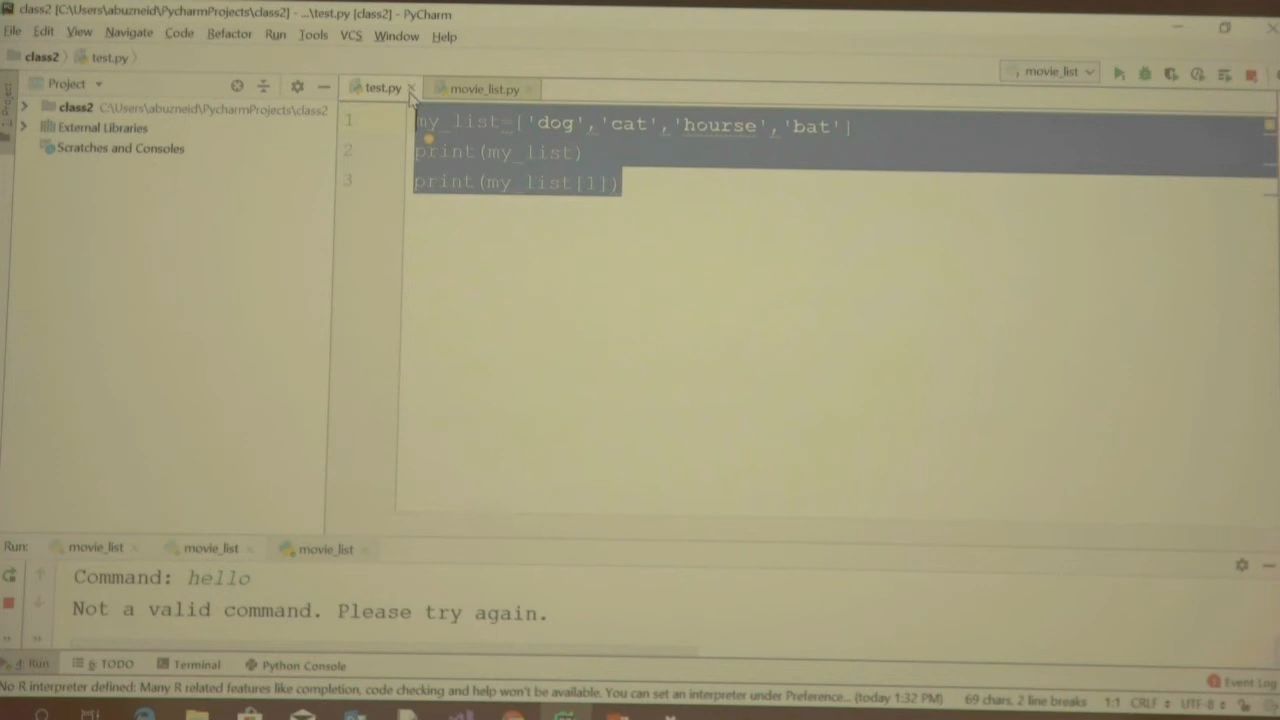 class2 [C:\Users\abuzneid\PycharmProjects\class2] - ...\test.py [class2] - PyCharm
File Edit View Navigate Code Refactor Run Tools VCS Window Help
class2 test.py
movie_list
Project
Project
test.py movie_list.py
class2 C:\Users\abuzneid\PycharmProjects\class2
External Libraries
Scratches and Consoles
1 my_list=['dog','cat','hourse','bat']
2 print(my_list)
3 print(my_list[1])
Run: movie_list movie_list movie_list
Command: hello
Not a valid command. Please try again.
4: Run 6: TODO Terminal Python Console
Event Log
No R interpreter defined: Many R related features like completion, code checking and help won't be available. You can set an interpreter under Preference... (today 1:32 PM) 69 chars, 2 line breaks 1:1 CRLF UTF-8